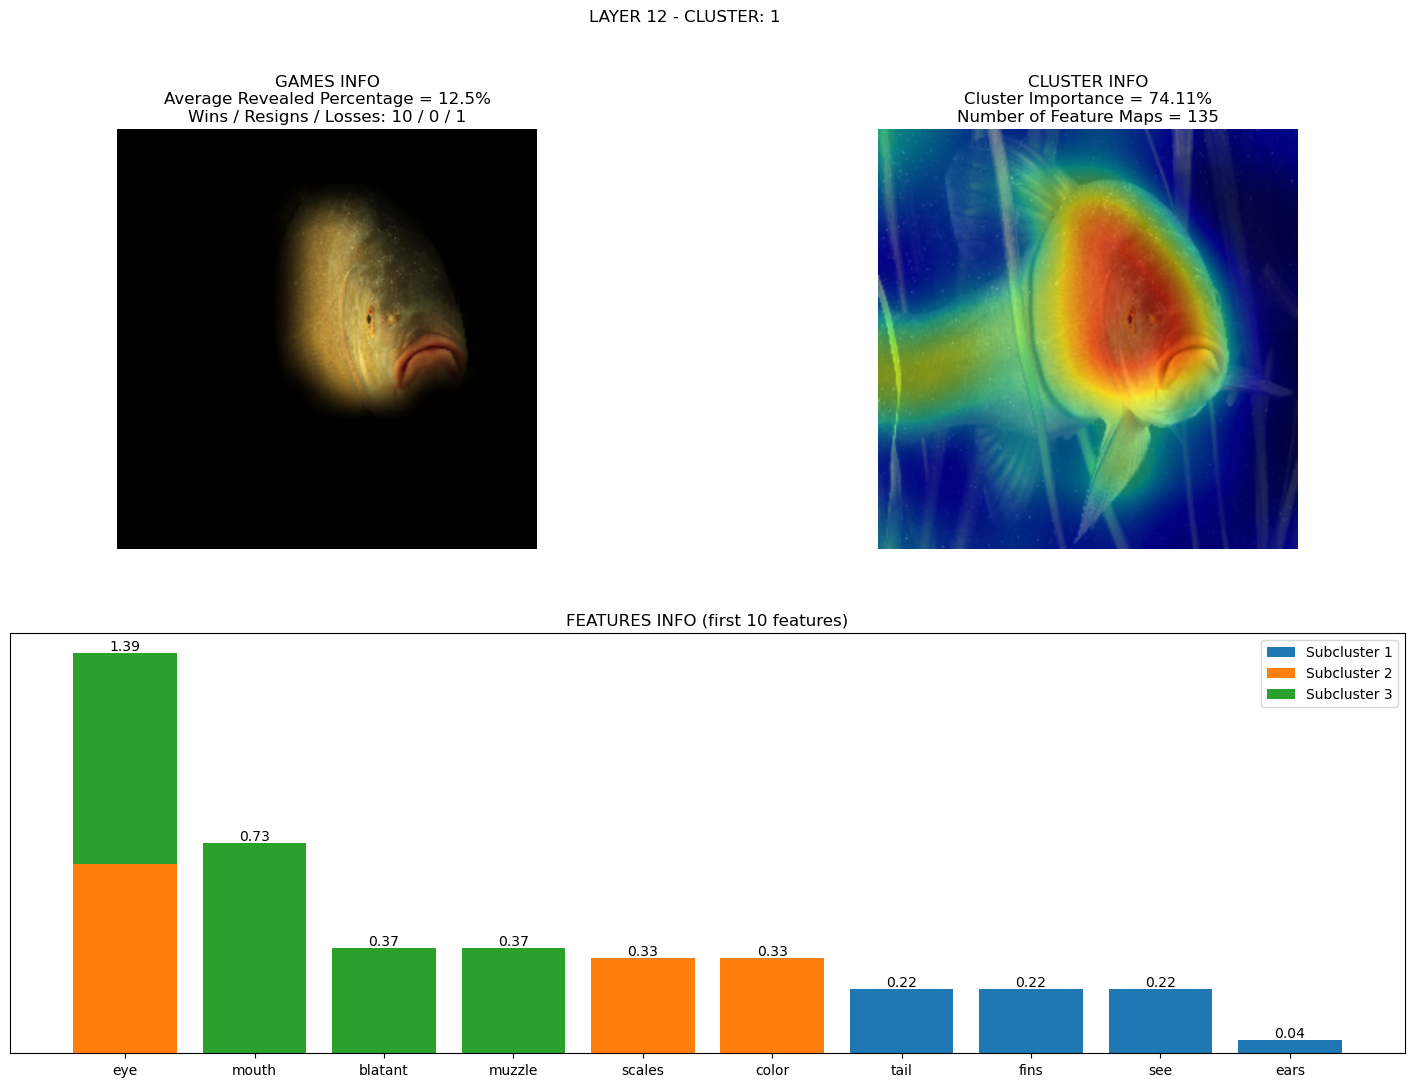 LAYER 12 - CLUSTER: 1
GAMES INFO
Average Revealed Percentage = 12.5%
Wins / Resigns / Losses: 10 / 0 / 1
CLUSTER INFO
Cluster Importance = 74.11%
Number of Feature Maps = 135
FEATURES INFO (first 10 features)
Subcluster 1
Subcluster 2
Subcluster 3
1.39
0.73
0.37
0.37
0.33
0.33
0.22
0.22
0.22
0.04
eye
mouth
blatant
muzzle
scales
color
tail
fins
see
ears